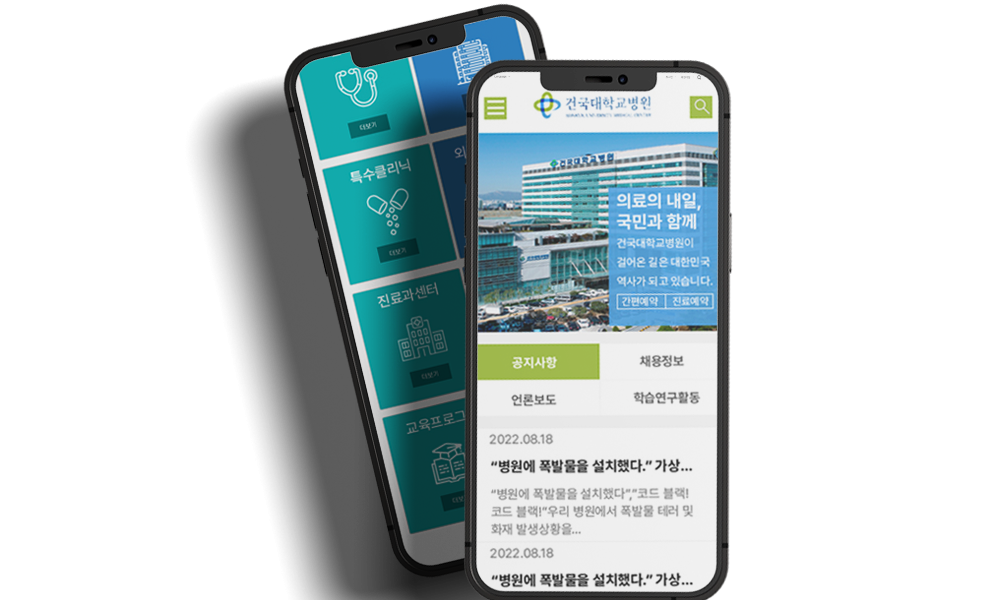 더보기
특수클리닉
더보기
진료과센터
더보기
교육프로그
더보
외
건국대학교병원
KONKUK UNIVERSITY MEDICAL CENTER
건국대학교병원
의료의 내일,
국민과 함께
건국대학교병원이
걸어온 길은 대한민국
역사가 되고 있습니다.
간편예약 진료예약
공지사항 채용정보
언론보도 학습연구활동
2022.08.18
“병원에 폭발물을 설치했다.” 가상...
“병원에 폭발물을 설치했다”,“코드 블랙!
코드 블랙!”우리 병원에서 폭발물 테러 및
화재 발생상황을...
2022.08.18
“병원에 폭발물을 설치했다.” 가상...